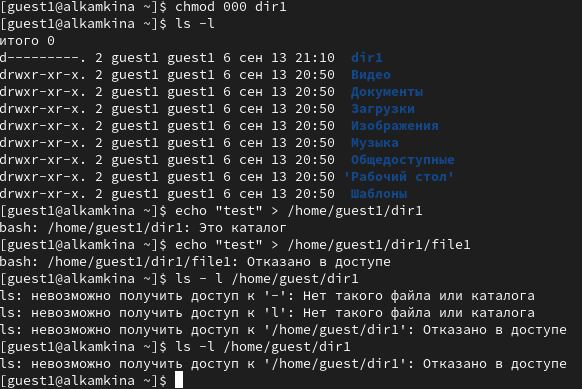 [guest1@alkamkina ~]$ chmod 000 dir1
[guest1@alkamkina ~]$ ls -l
итого 0
d---------. 2 guest1 guest1 6 сен 13 21:10  dir1
drwxr-xr-x. 2 guest1 guest1 6 сен 13 20:50  Видео
drwxr-xr-x. 2 guest1 guest1 6 сен 13 20:50  Документы
drwxr-xr-x. 2 guest1 guest1 6 сен 13 20:50  Загрузки
drwxr-xr-x. 2 guest1 guest1 6 сен 13 20:50  Изображения
drwxr-xr-x. 2 guest1 guest1 6 сен 13 20:50  Музыка
drwxr-xr-x. 2 guest1 guest1 6 сен 13 20:50  Общедоступные
drwxr-xr-x. 2 guest1 guest1 6 сен 13 20:50 'Рабочий стол'
drwxr-xr-x. 2 guest1 guest1 6 сен 13 20:50  Шаблоны
[guest1@alkamkina ~]$ echo "test" > /home/guest1/dir1
bash: /home/guest1/dir1: Это каталог
[guest1@alkamkina ~]$ echo "test" > /home/guest1/dir1/file1
bash: /home/guest1/dir1/file1: Отказано в доступе
[guest1@alkamkina ~]$ ls - l /home/guest/dir1
ls: невозможно получить доступ к '-': Нет такого файла или каталога
ls: невозможно получить доступ к 'l': Нет такого файла или каталога
ls: невозможно получить доступ к '/home/guest/dir1': Отказано в доступе
[guest1@alkamkina ~]$ ls -l /home/guest/dir1
ls: невозможно получить доступ к '/home/guest/dir1': Отказано в доступе
[guest1@alkamkina ~]$